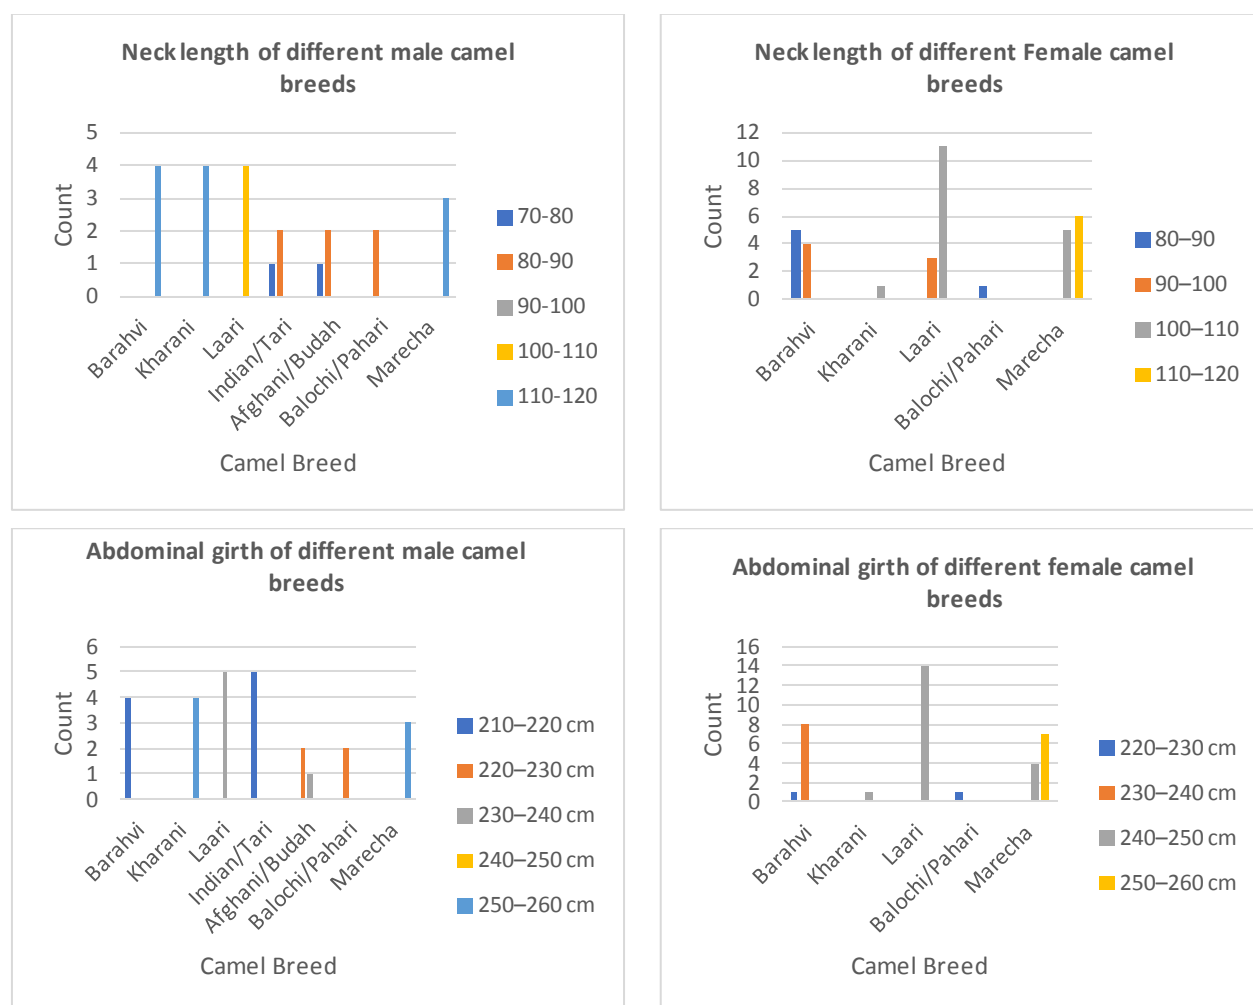 Neck length of different male camel
breeds
5
4
3
2
1
0
Count
Barahvi
Kharani
Laari
Indian/Tari
Afghani/Budah
Balochi/Pahari
Marecha
Camel Breed
70-80
80-90
90-100
100-110
110-120
Neck length of different Female camel
breeds
12
10
8
6
4
2
0
Count
Barahvi
Kharani
Laari
Balochi/Pahari
Marecha
Camel Breed
80–90
90–100
100–110
110–120
Abdominal girth of different male camel
breeds
6
5
4
3
2
1
0
Count
Barahvi
Kharani
Laari
Indian/Tari
Afghani/Budah
Balochi/Pahari
Marecha
Camel Breed
210–220 cm
220–230 cm
230–240 cm
240–250 cm
250–260 cm
Abdominal girth of different female camel
breeds
16
14
12
10
8
6
4
2
0
Count
Barahvi
Kharani
Laari
Balochi/Pahari
Marecha
Camel Breed
220–230 cm
230–240 cm
240–250 cm
250–260 cm